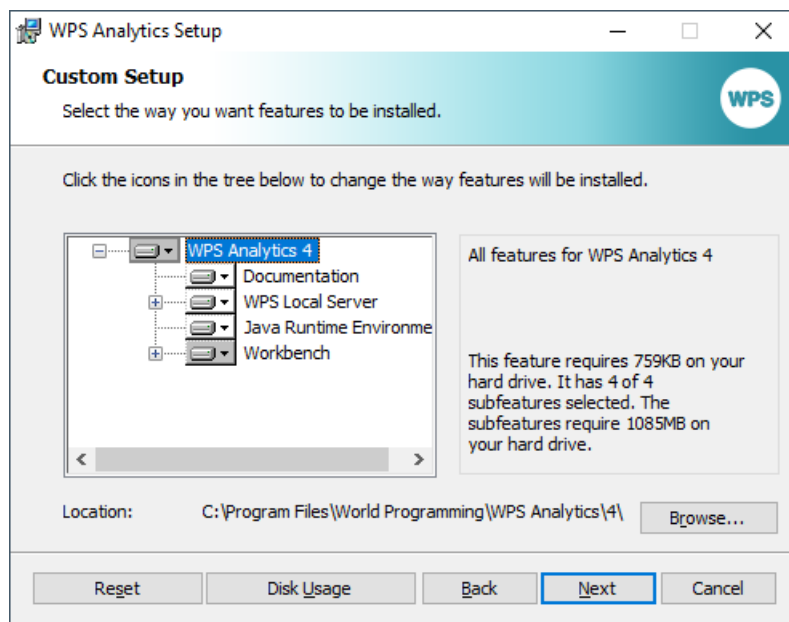 WPS Analytics Setup
Custom Setup
Select the way you want features to be installed.
WPS
Click the icons in the tree below to change the way features will be installed.
WPS Analytics 4
Documentation
WPS Local Server
Java Runtime Environme
Workbench
All features for WPS Analytics 4
This feature requires 759KB on your
hard drive. It has 4 of 4
subfeatures selected. The
subfeatures require 1085MB on
your hard drive.
Location: C:\Program Files\World Programming\WPS Analytics\4\ Browse...
Reset Disk Usage Back Next Cancel